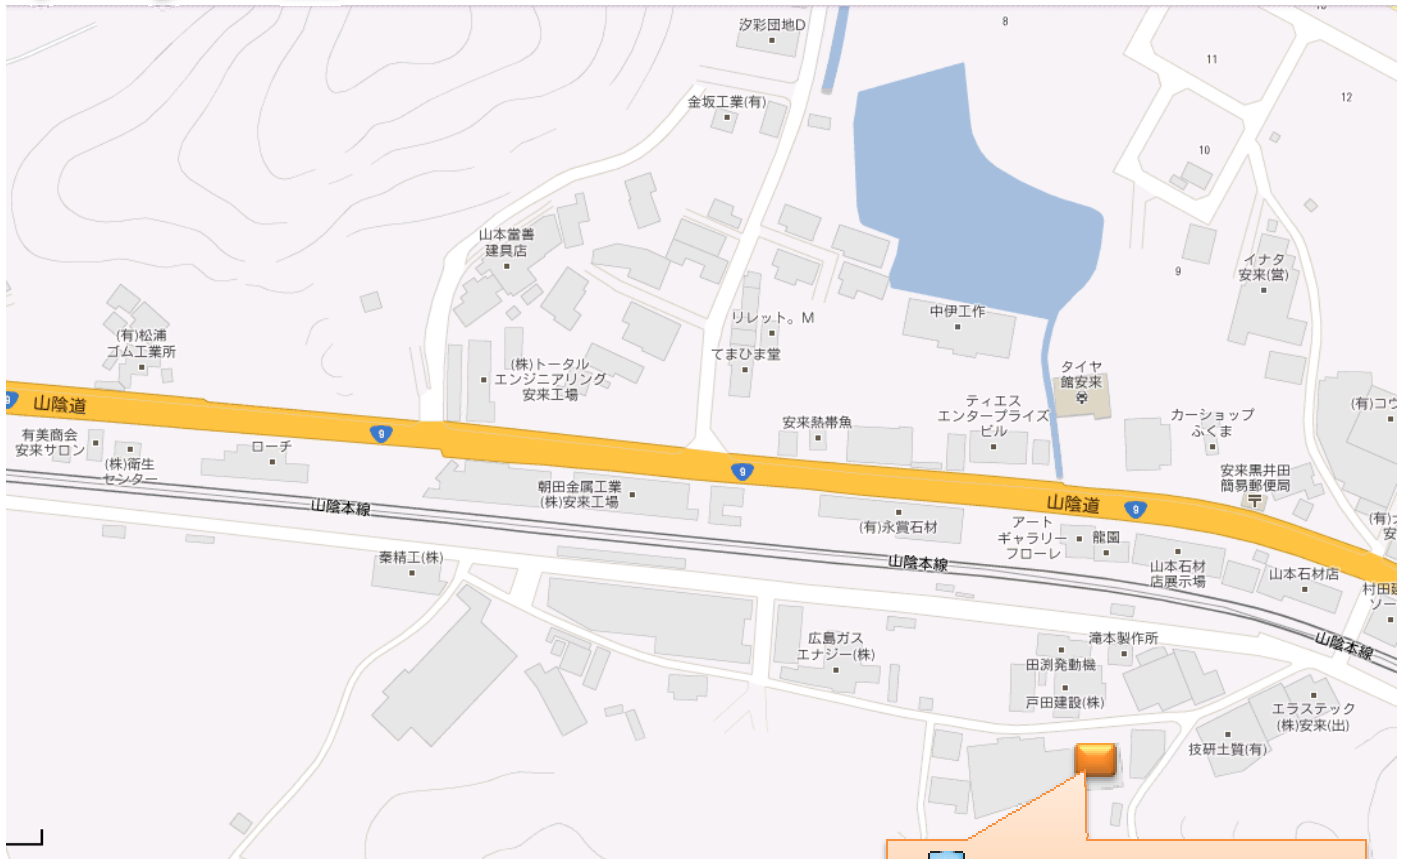 汐彩団地D
8
11
12
10
9
金坂工業(有)
山本當善
建具店
イナタ
安来(営)
(有)松浦
ゴム工業所
リレット。M
中伊工作
てまひま堂
(株)トータル
エンジニアリング
安来工場
タイヤ
館安来
山陰道
9
9
有美商会
安来サロン
(株)衛生
センター
ローチ
安来熱帯魚
ティエス
エンタープライズ
ビル
カーショップ
ふくま
(有)コウ
安来黒井田
簡易郵便局
9
山陰道
9
朝田金属工業
(株)安来工場
山陰本線
(有)永賞石材
アート
ギャラリー
フローレ
龍園
山陰本線
山本石材
店展示場
山本石材店
秦精工(株)
山陰本線
広島ガス
エナジー(株)
滝本製作所
田渕発動機
戸田建設(株)
エラステック
(株)安来(出)
技研土質(有)